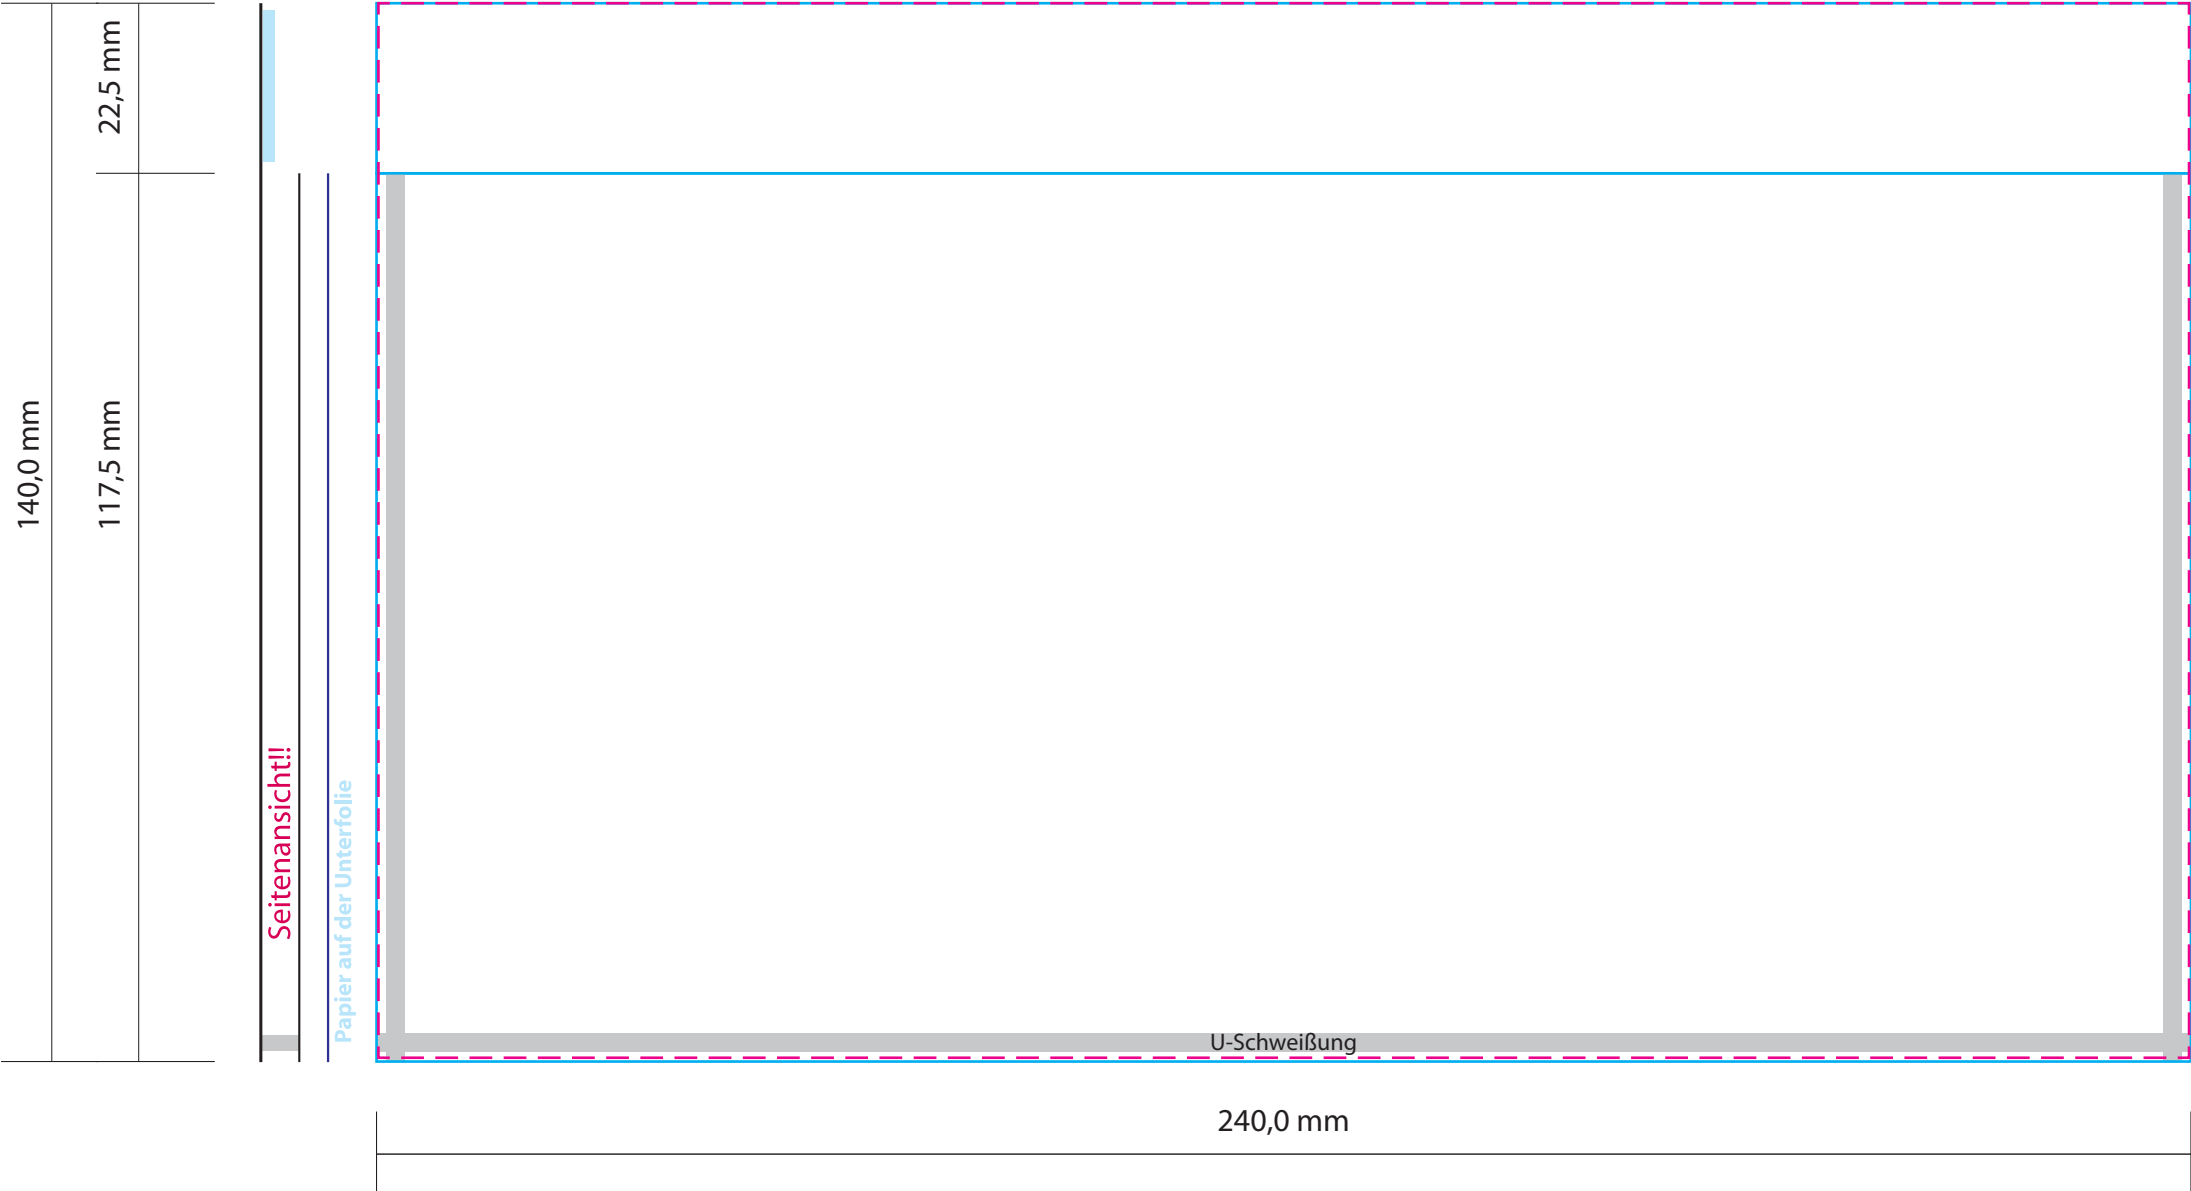 22,5 mm
140,0 mm
117,5 mm
Seitenansicht!!
Papier auf der Unterfolie
U-Schweißung
240,0 mm